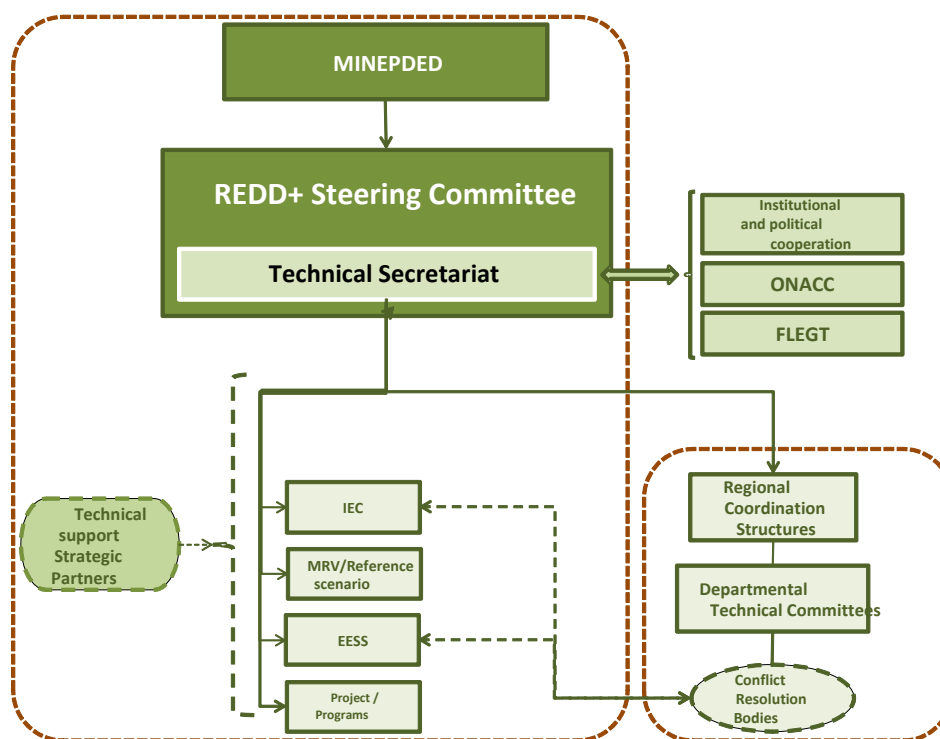 MINEPDED
REDD+ Steering Committee
Technical Secretariat
Institutional
and political
cooperation
ONACC
FLEGT
Technical
support
Strategic
Partners
IEC
MRV/Reference
scenario
EESS
Project /
Programs
Regional
Coordination
Structures
Departmental
Technical Committees
Conflict
Resolution
Bodies